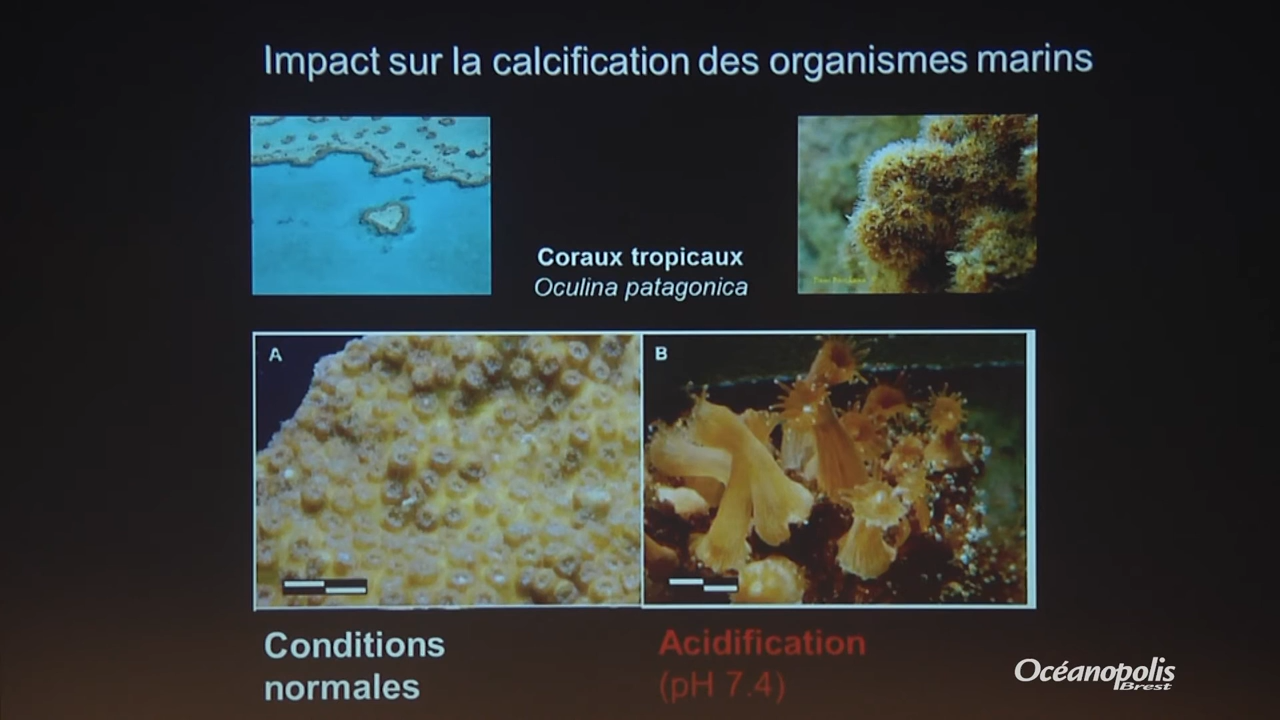 Impact sur la calcification des organismes marins
Coraux tropicaux
Oculina patagonica
A
B
Conditions
normales
Acidification
(pH 7.4)
Océanopolis
Brest